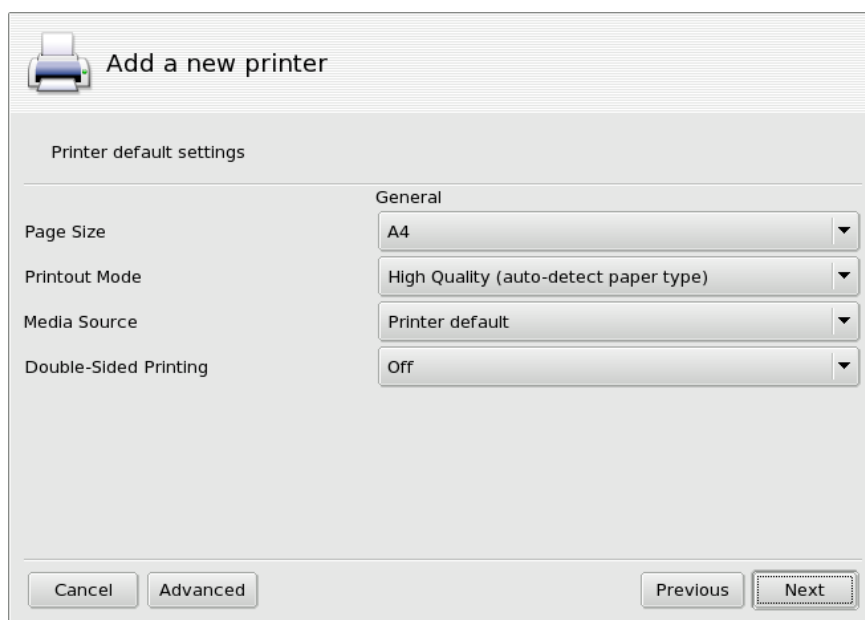 Add a new printer
Printer default settings
General
Page Size A4
Printout Mode High Quality (auto-detect paper type)
Media Source Printer default
Double-Sided Printing Off
Cancel Advanced Previous Next